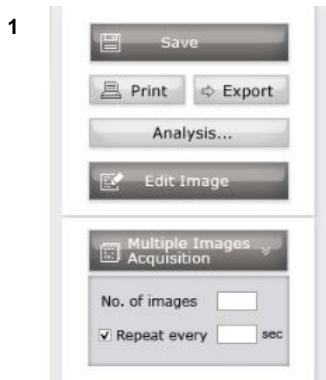 1
Save
Print Export
Analysis...
Edit Image
Multiple Images
Acquisition
No. of images
Repeat every sec